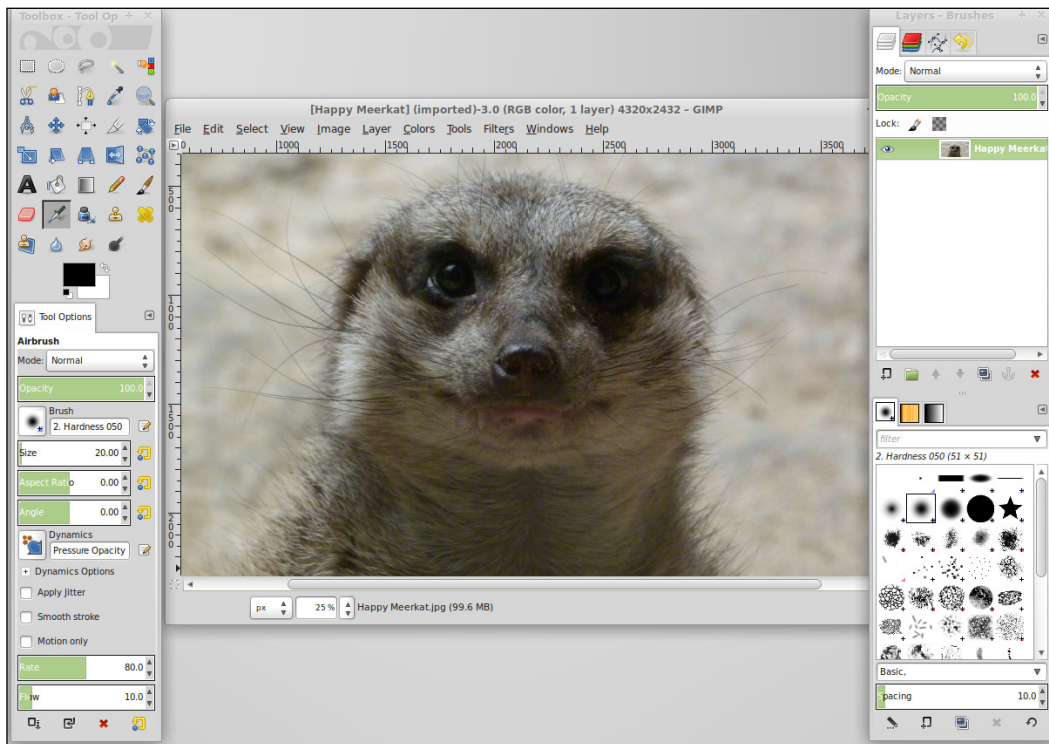 Toolbox - Tool Op
Tool Options
Airbrush
Mode: Normal
Opacity 100.0
Brush
2. Hardness 050
Size 20.00
Aspect Ratio 0.00
Angle 0.00
Dynamics
Pressure Opacity
Dynamics Options
Apply Jitter
Smooth stroke
Motion only
Rate 80.0
Flow 10.0
[Happy Meerkat] (imported)-3.0 (RGB color, 1 layer) 4320x2432 – GIMP
File Edit Select View Image Layer Colors Tools Filters Windows Help
0 1000 1500 2000 2500 3000 3500
500
1000
1500
2000
px 25 % Happy Meerkat.jpg (99.6 MB)
Layers - Brushes
Mode: Normal
Opacity 100.0
Lock:
Happy Meerkat
filter
2. Hardness 050 (51 × 51)
Basic,
Spacing 10.0